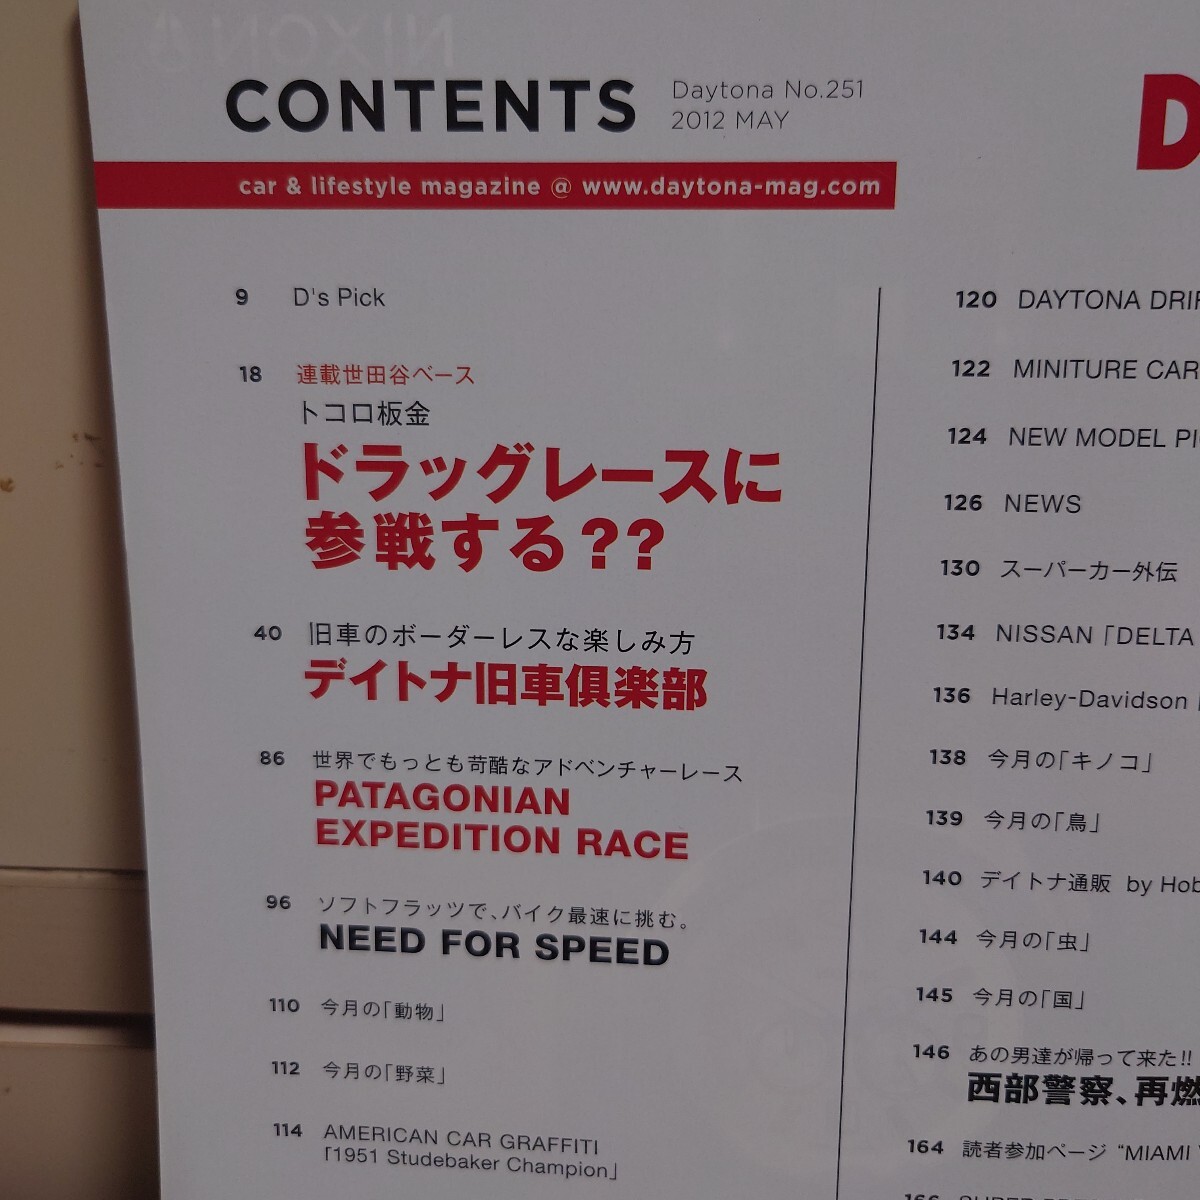 CONTENTS
Daytona No.251
2012 MAY
car & lifestyle magazine @ www.daytona-mag.com
9 D's Pick
18 連載世田谷ベース
トコロ板金
ドラッグレースに
参戦する??
40 旧車のボーダーレスな楽しみ方
デイトナ旧車倶楽部
86 世界でもっとも苛酷なアドベンチャーレース
PATAGONIAN
EXPEDITION RACE
96 ソフトフラッツで、バイク最速に挑む。
NEED FOR SPEED
110 今月の「動物」
112 今月の「野菜」
114 AMERICAN CAR GRAFFITI
「1951 Studebaker Champion」
D
120 DAYTONA
122 MINITURE CAR
124 NEW MODEL
126 NEWS
130 スーパーカー外伝
134 NISSAN「DELTA
136 Harley-Davidson
138 今月の「キノコ」
139 今月の「鳥」
140 デイトナ通販 by
144 今月の「虫」
145 今月の「国」
146 あの男達が帰って来た!!
西部警察、再燃
164 読者参加ページ “MIAMI